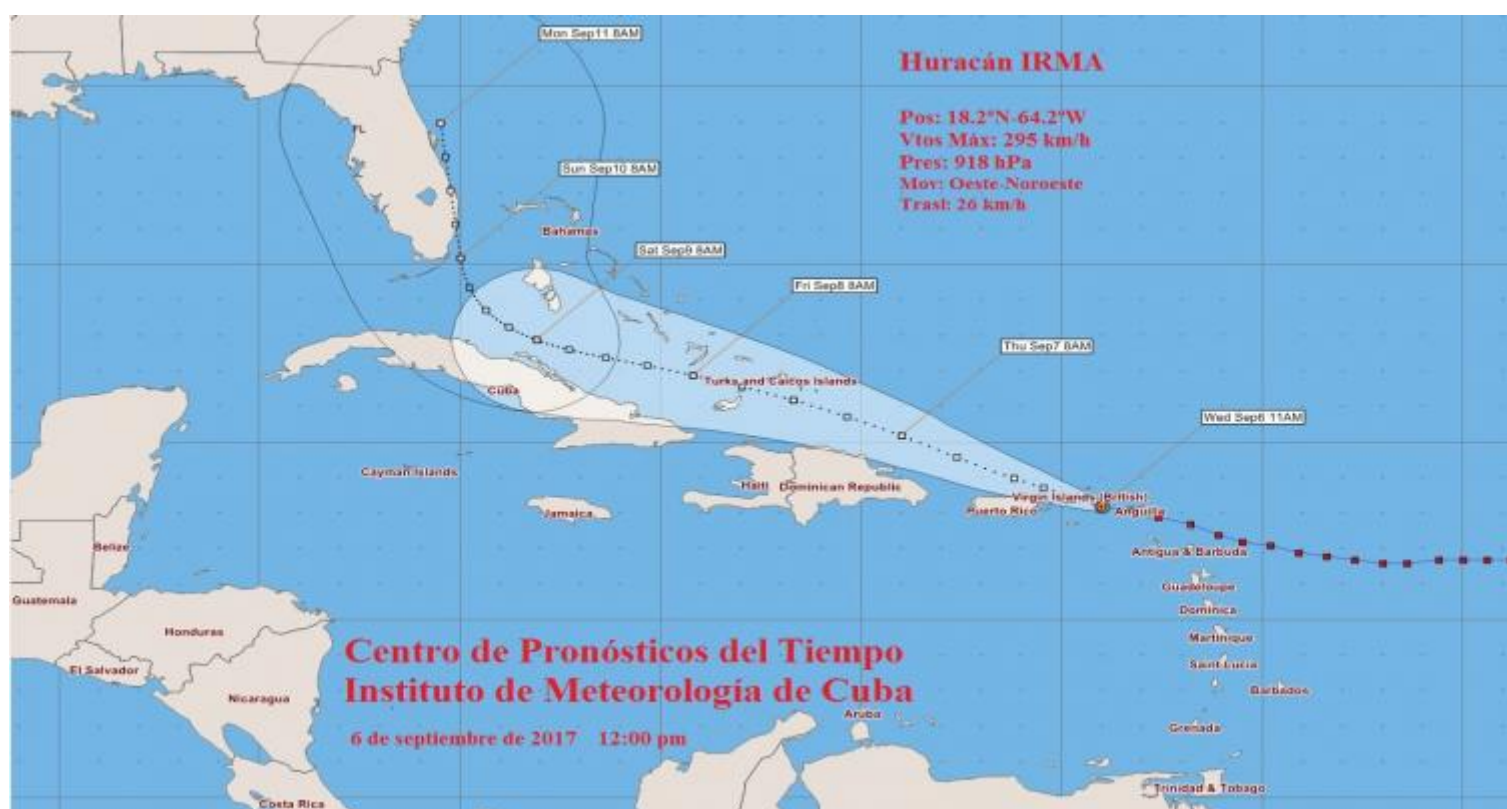 Mon Sep11 8AM
Huracán IRMA
Pos: 18.2ºN-64.2ºW
Vtos Máx: 295 km/h
Pres: 918 hPa
Mov: Oeste-Noroeste
Trasl: 26 km/h
FL
Sun Sep10 8AM
Bahamas
Sat Sep9 8AM
Fri Sep8 8AM
Thu Sep7 8AM
Turks and Caicos Islands
Cuba
Wed Sep6 11AM
Cayman Islands
Haiti
Dominican Republic
Virgin Islands (British)
Puerto Rico
Anguilla
Jamaica
Belize
Antigua & Barbuda
Guadeloupe
Guatemala
Dominica
Honduras
Martinique
Centro de Pronósticos del Tiempo
El Salvador
Saint Lucia
Instituto de Meteorología de Cuba
Nicaragua
Barbados
Aruba
Grenada
6 de septiembre de 2017 12:00 pm
Trinidad & Tobago
Costa Rica